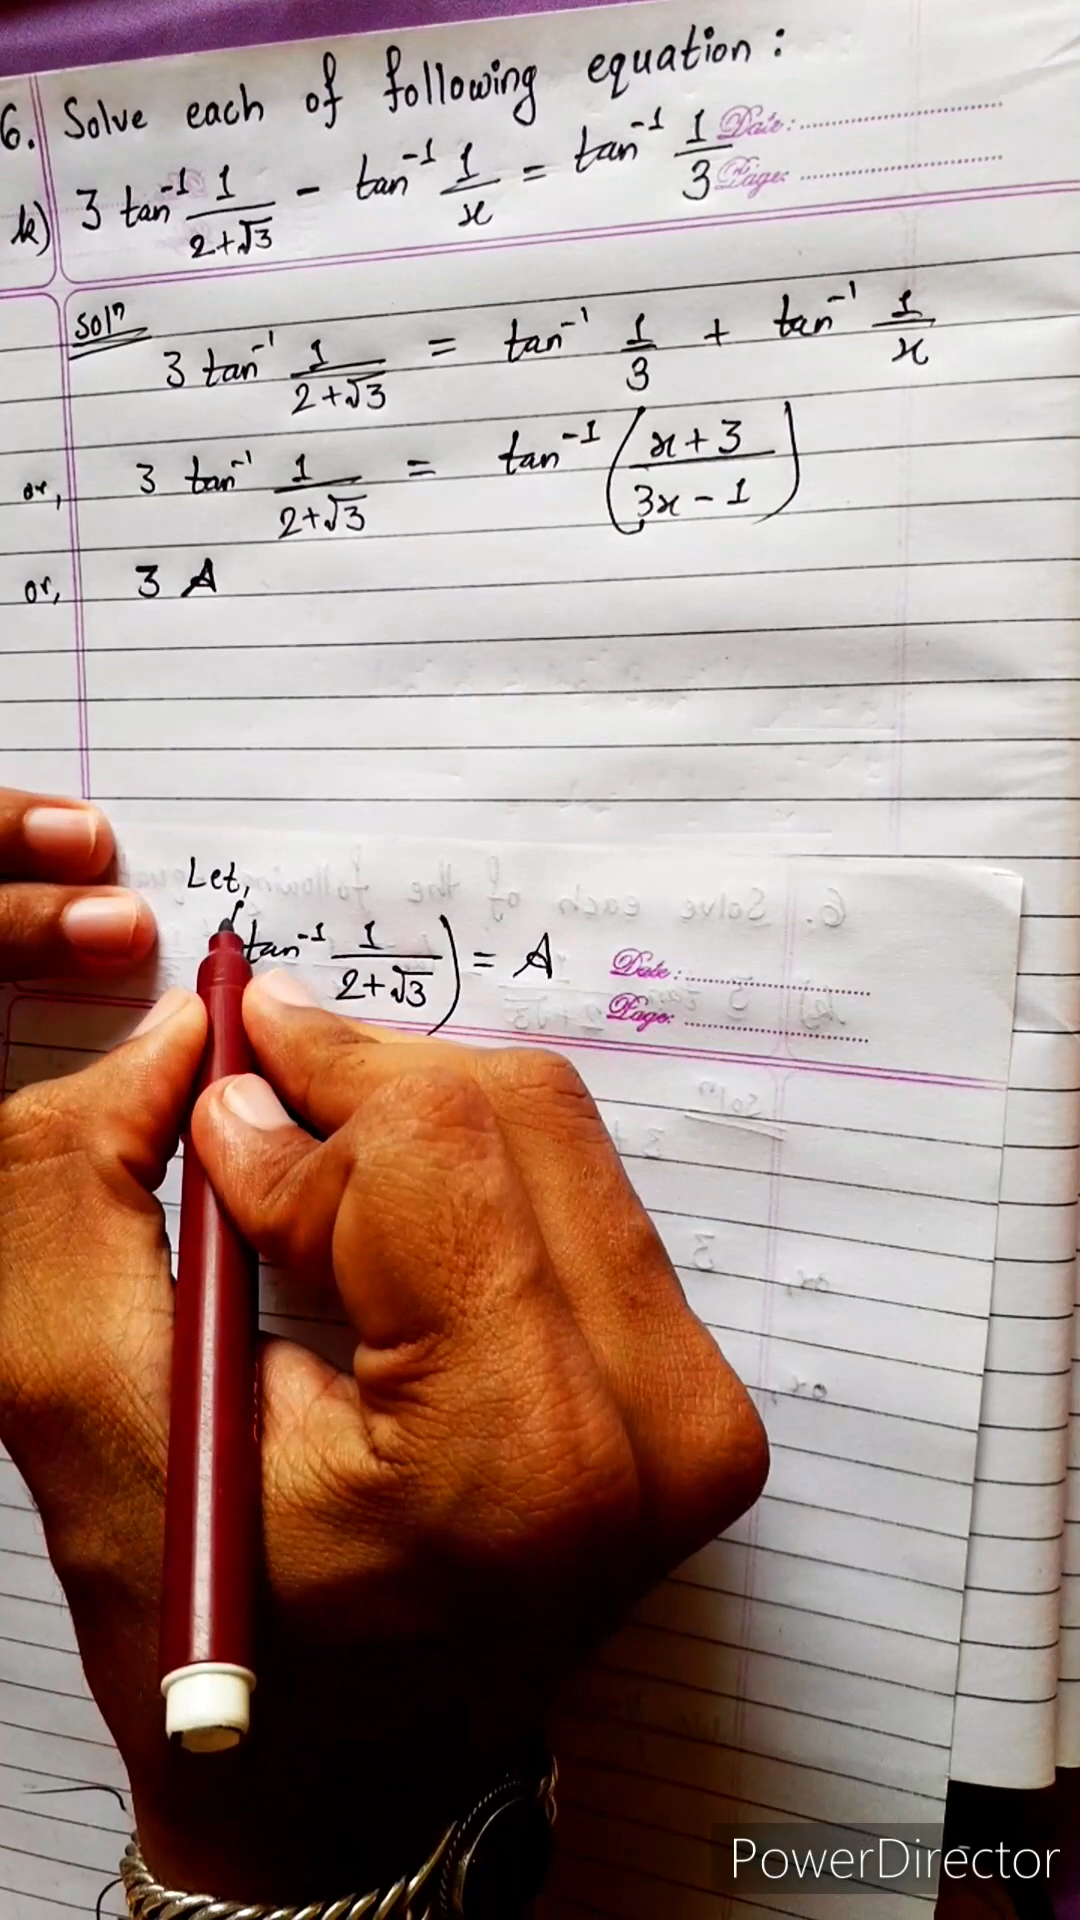 6. Solve each of following equation:
k) 3 tan⁻¹ 1/(2+√3) - tan⁻¹ 1/x = tan⁻¹ 1/3
Date:
Page:
Solⁿ
3 tan⁻¹ 1/(2+√3) = tan⁻¹ 1/3 + tan⁻¹ 1/x
or, 3 tan⁻¹ 1/(2+√3) = tan⁻¹ ((x+3)/(3x-1))
or, 3 A
Let,
(tan⁻¹ 1/(2+√3)) = A
Date:
Page:
PowerDirector